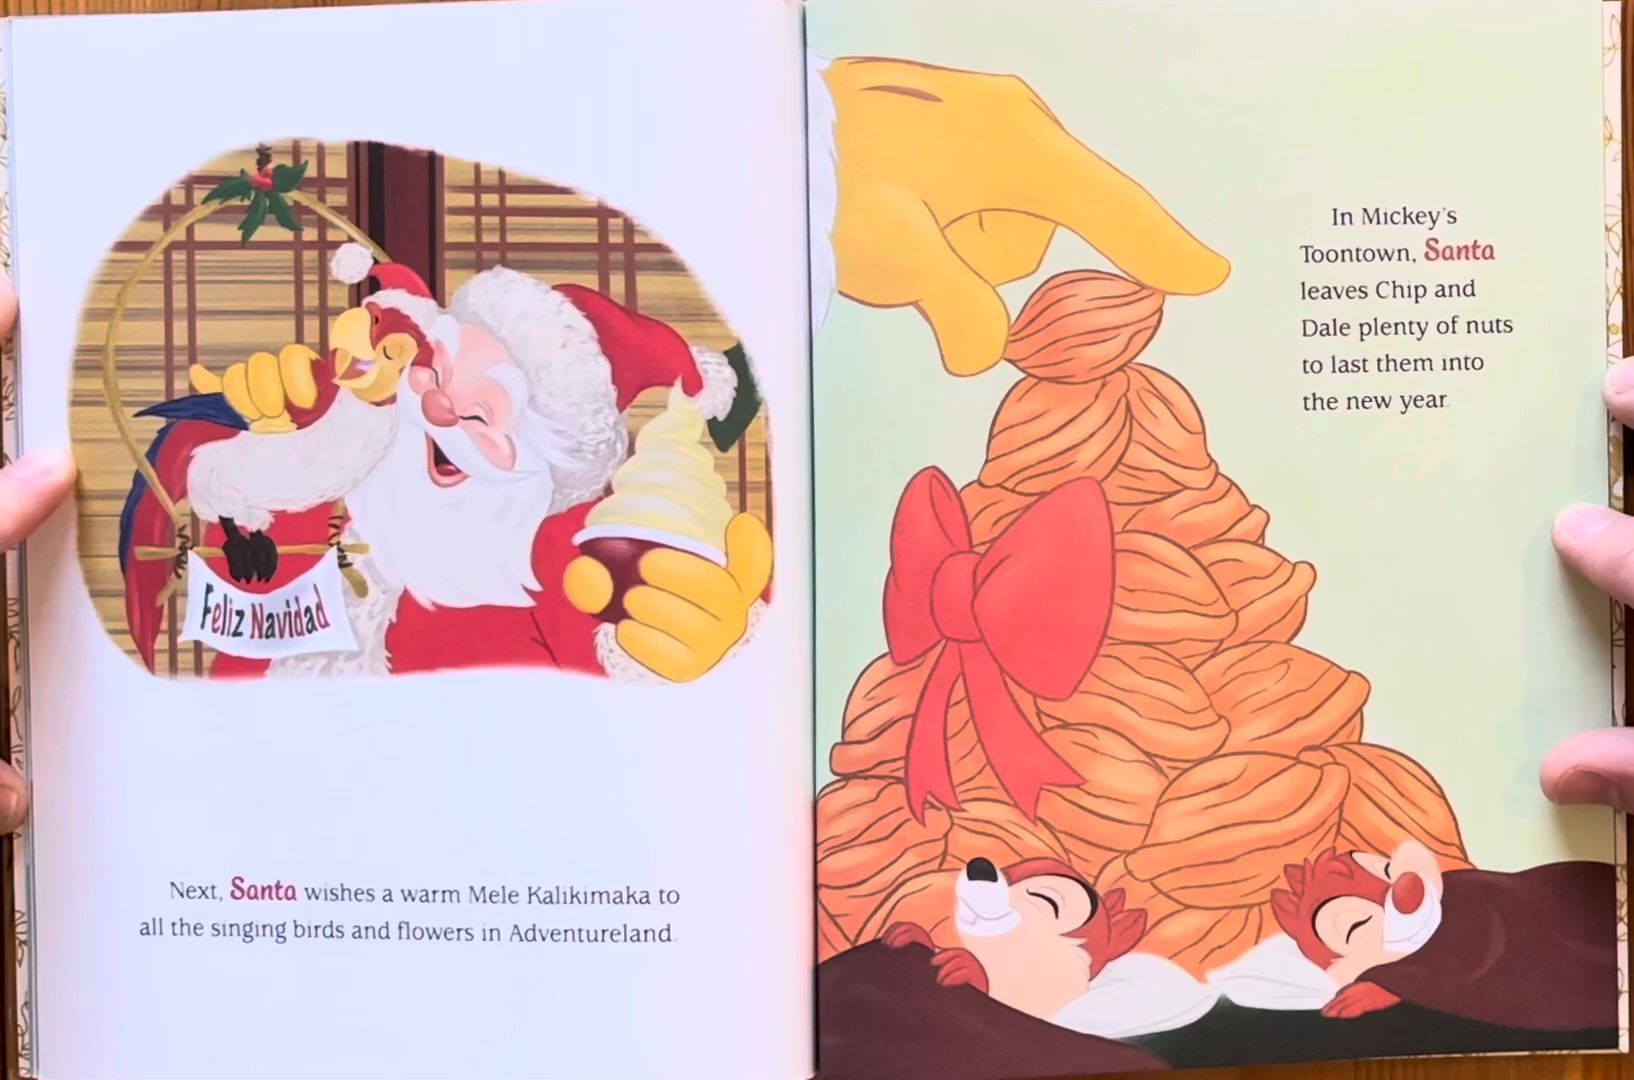 Feliz Navidad
Next, Santa wishes a warm Mele Kalikimaka to
all the singing birds and flowers in Adventureland.
In Mickey's
Toontown, Santa
leaves Chip and
Dale plenty of nuts
to last them into
the new year.